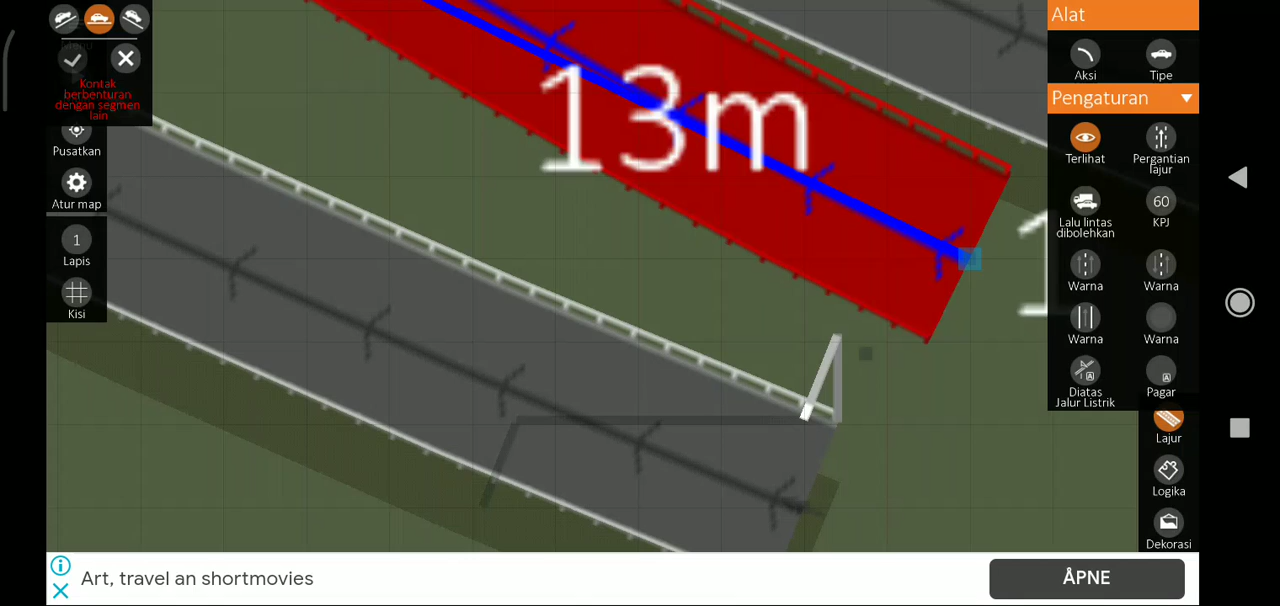 Kontak
berbenturan
dengan segmen
lain
Pusatkan
Atur map
1
Lapis
Kisi
13m
Alat
Aksi
Tipe
Pengaturan
Terlihat
Pergantian
lajur
Lalu lintas
dibolehkan
60
KPJ
Warna
Warna
Warna
Warna
A
Diatas
Jalur Listrik
A
Pagar
Lajur
Logika
Dekorasi
Art, travel an shortmovies
ÅPNE